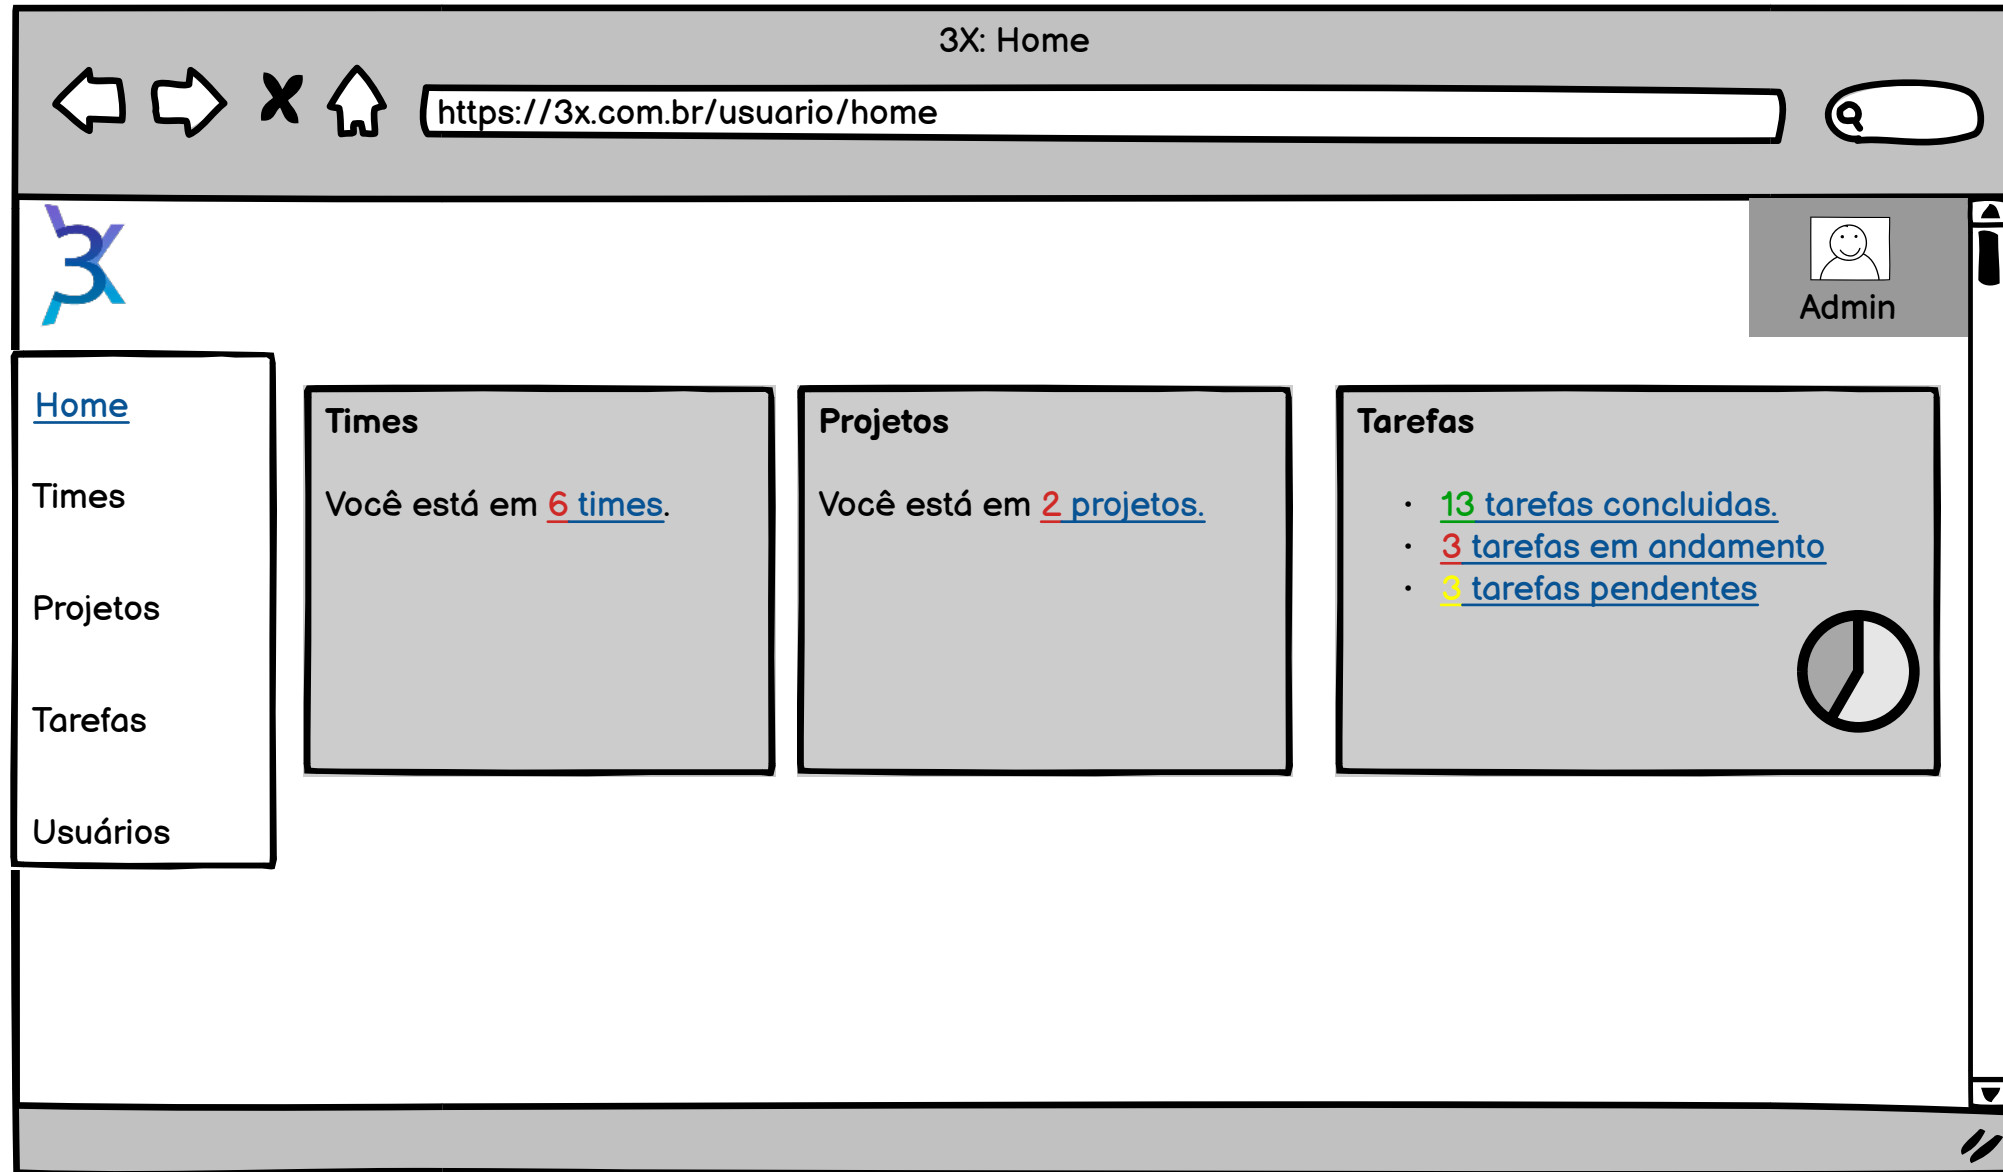 3X: Home
https://3x.com.br/usuario/home
3X
Admin
Home
Times
Projetos
Tarefas
Usuários
Times
Você está em 6 times.
Projetos
Você está em 2 projetos.
Tarefas
· 13 tarefas concluidas.
· 3 tarefas em andamento
· 3 tarefas pendentes